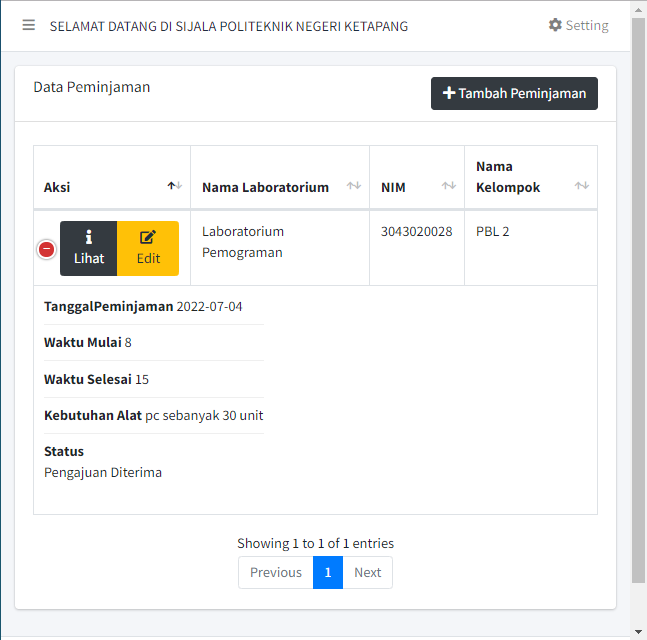 SELAMAT DATANG DI SIJALA POLITEKNIK NEGERI KETAPANG
Setting
Data Peminjaman
Tambah Peminjaman
Aksi
Nama Laboratorium
NIM
Nama
Kelompok
Lihat
Edit
Laboratorium
Pemograman
3043020028
PBL 2
TanggalPeminjaman 2022-07-04
Waktu Mulai 8
Waktu Selesai 15
Kebutuhan Alat pc sebanyak 30 unit
Status
Pengajuan Diterima
Showing 1 to 1 of 1 entries
Previous 1 Next